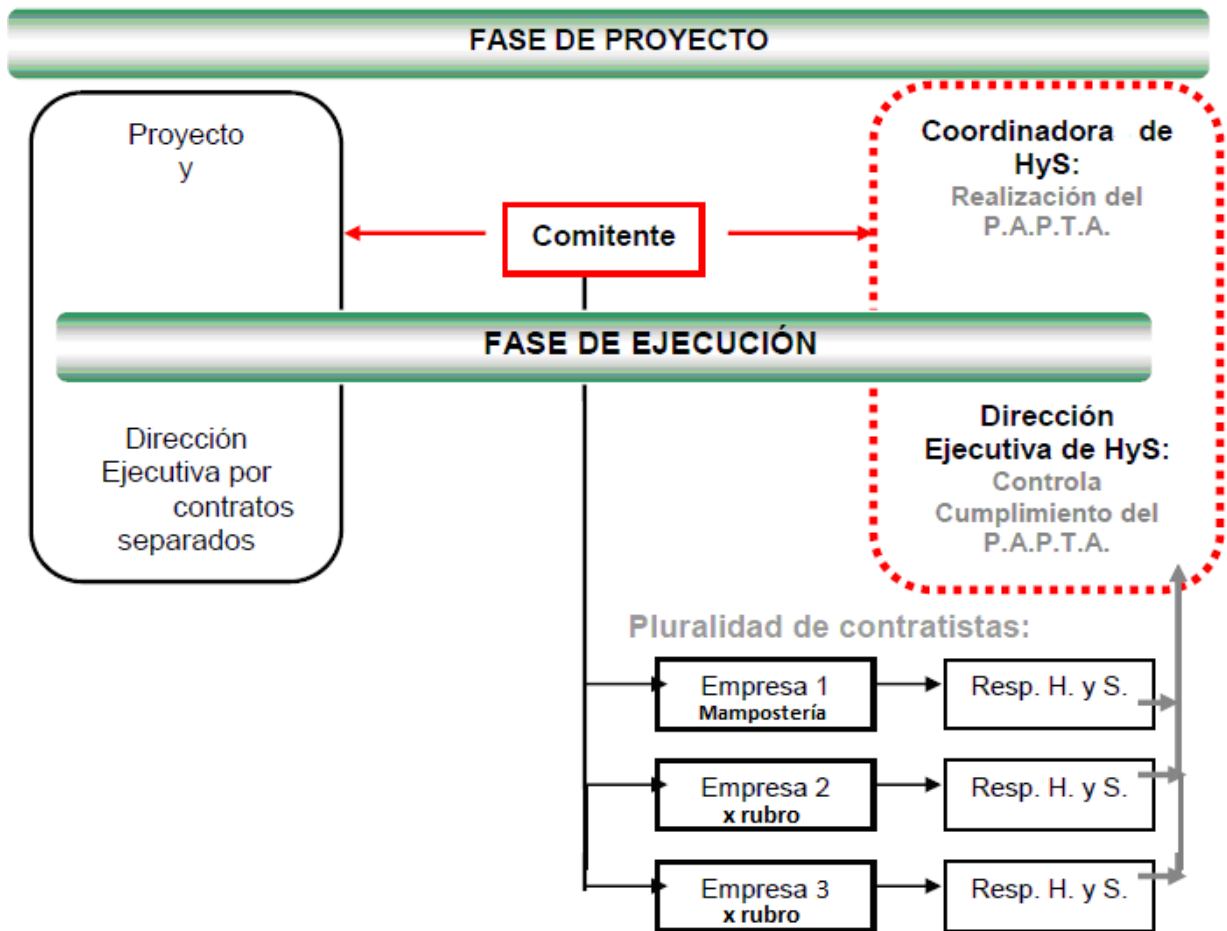 FASE DE PROYECTO
Proyecto
y
Comitente
Coordinadora de
HyS:
Realización del
P.A.P.T.A.
FASE DE EJECUCIÓN
Dirección
Ejecutiva por
contratos
separados
Dirección
Ejecutiva de HyS:
Controla
Cumplimiento del
P.A.P.T.A.
Pluralidad de contratistas:
Empresa 1
Mampostería
Resp. H. y S.
Empresa 2
x rubro
Resp. H. y S.
Empresa 3
x rubro
Resp. H. y S.